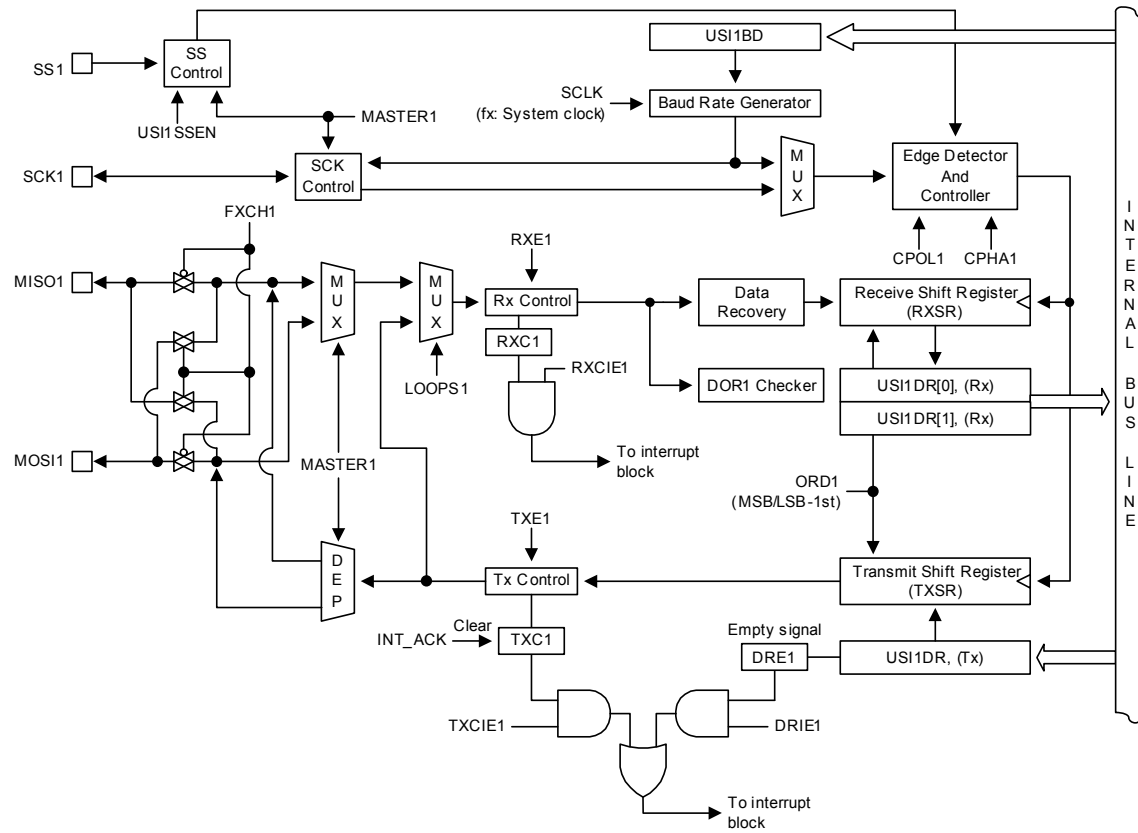 SS1
SS
Control
USI1SSEN
MASTER1
USI1BD
SCLK
(fx: System clock)
Baud Rate Generator
SCK1
SCK
Control
M
U
X
Edge Detector
And
Controller
CPOL1
CPHA1
FXCH1
MISO1
MOSI1
M
U
X
M
U
X
LOOPS1
RXE1
Rx Control
RXC1
RXCIE1
To interrupt
block
Data
Recovery
DOR1 Checker
Receive Shift Register
(RXSR)
USI1DR[0], (Rx)
USI1DR[1], (Rx)
ORD1
(MSB/LSB-1st)
MASTER1
D
E
P
TXE1
Tx Control
Clear
INT_ACK
TXC1
Transmit Shift Register
(TXSR)
Empty signal
DRE1
USI1DR, (Tx)
TXCIE1
DRIE1
To interrupt
block
I
N
T
E
R
N
A
L
B
U
S
L
I
N
E